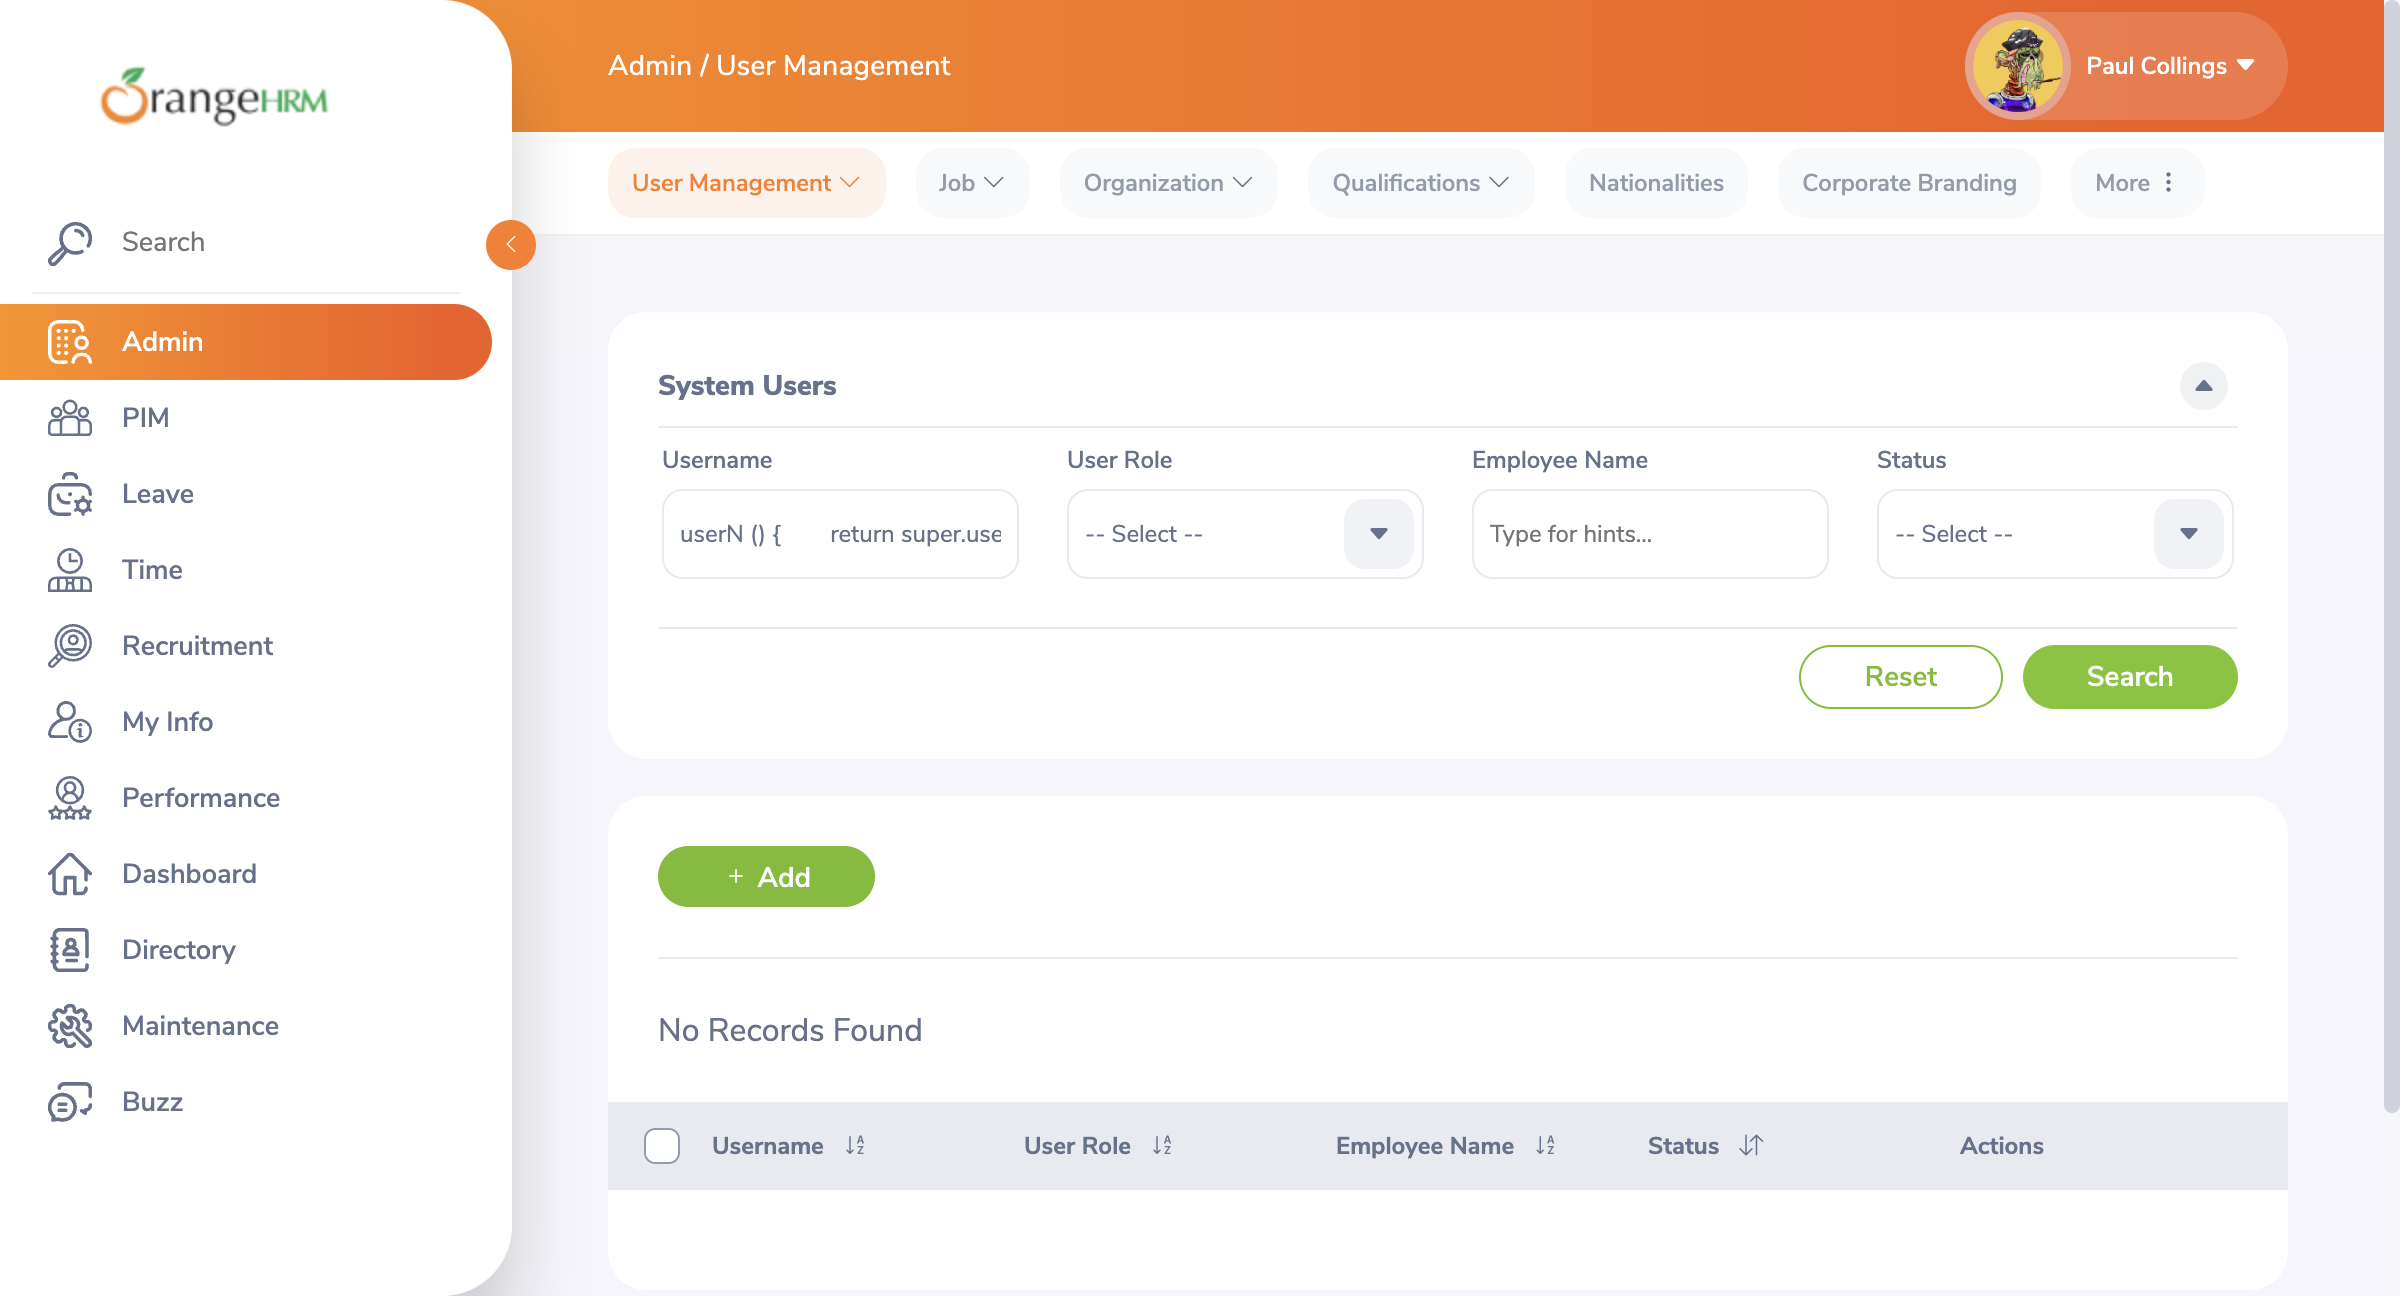 OrangeHRM
Admin / User Management
Paul Collings
User Management
Job
Organization
Qualifications
Nationalities
Corporate Branding
More
Search
Admin
PIM
Leave
Time
Recruitment
My Info
Performance
Dashboard
Directory
Maintenance
Buzz
System Users
Username
User Role
Employee Name
Status
userN () { return super.use
-- Select --
Type for hints...
-- Select --
Reset
Search
+ Add
No Records Found
Username
User Role
Employee Name
Status
Actions